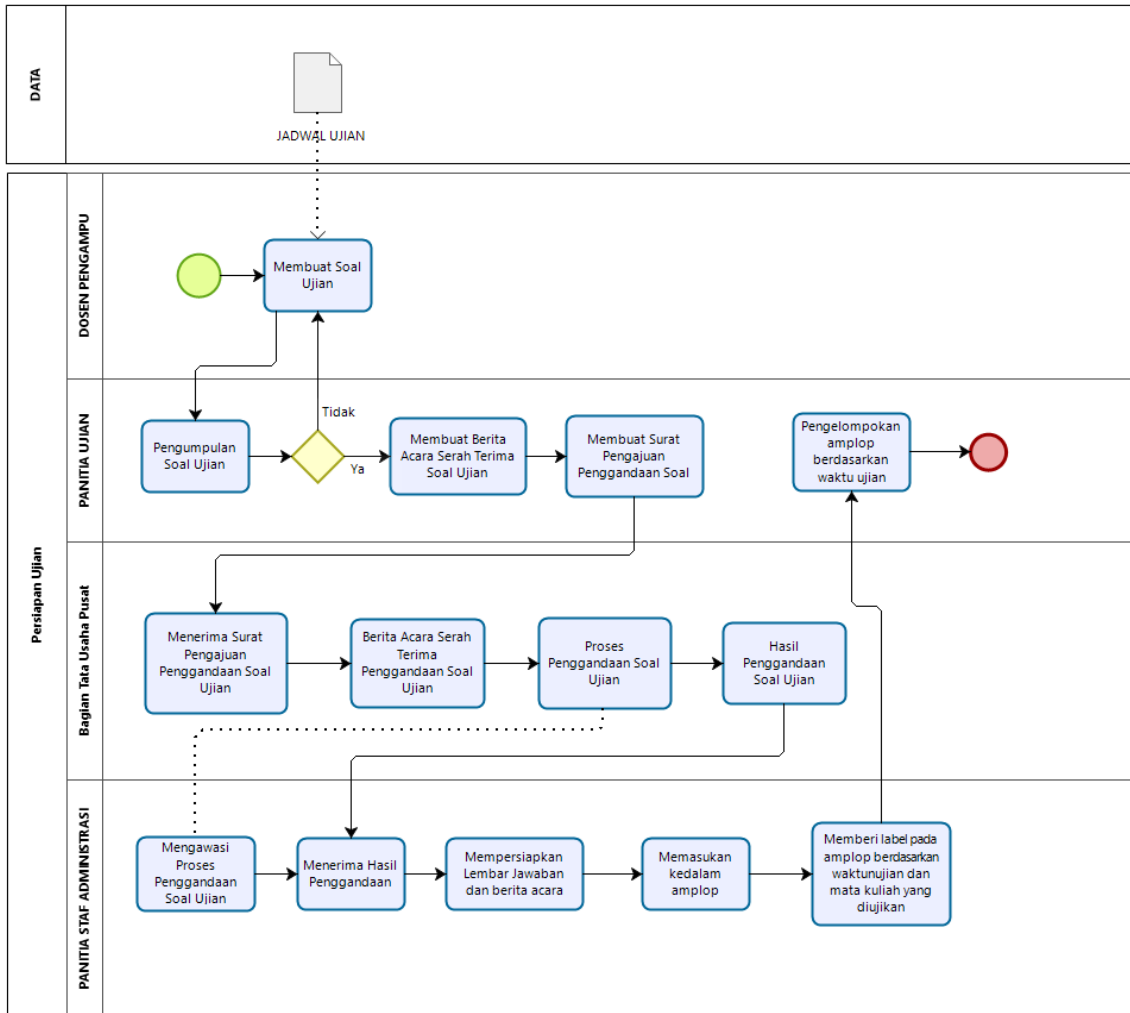 DATA
JADWAL UJIAN
Persiapan Ujian
DOSEN PENGAMPU
Membuat Soal
Ujian
PANITIA UJIAN
Pengumpulan
Soal Ujian
Tidak
Ya
Membuat Berita
Acara Serah Terima
Soal Ujian
Membuat Surat
Pengajuan
Penggandaan Soal
Pengelompokan
amplop
berdasarkan
waktu ujian
Bagian Tata Usaha Pusat
Menerima Surat
Pengajuan
Penggandaan Soal
Ujian
Berita Acara Serah
Terima
Penggandaan Soal
Ujian
Proses
Penggandaan Soal
Ujian
Hasil
Penggandaan
Soal Ujian
PANITIA STAF ADMINISTRASI
Mengawasi
Proses
Penggandaan
Soal Ujian
Menerima Hasil
Penggandaan
Mempersiapkan
Lembar Jawaban
dan berita acara
Memasukan
kedalam
amplop
Memberi label pada
amplop berdasarkan
waktunujian dan
mata kuliah yang
diujikan